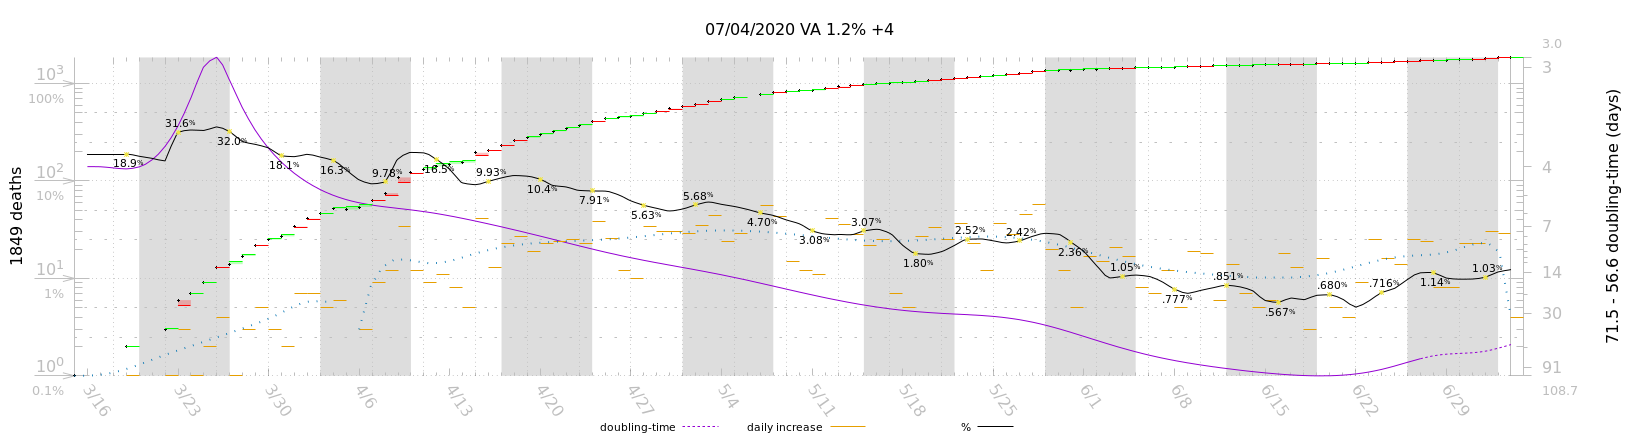 07/04/2020 VA 1.2% +4
3.0
10³ 3
100%
31.6%
32.0%
18.9% 18.1% 16.3% 9.78% 16.5% 9.93%
10² 4
10% 10.4% 7.91% 5.63% 5.68% 4.70% 3.08% 3.07% 1.80% 2.52% 2.42% 2.36%
7
10¹ 1.05% .777% .851% .567% .680% .716% 1.14% 1.03% 14
1%
30
10⁰ 91
0.1% 108.7
1849 deaths
71.5 - 56.6 doubling-time (days)
3/16 3/23 3/30 4/6 4/13 4/20 4/27 5/4 5/11 5/18 5/25 6/1 6/8 6/15 6/22 6/29
doubling-time daily increase %